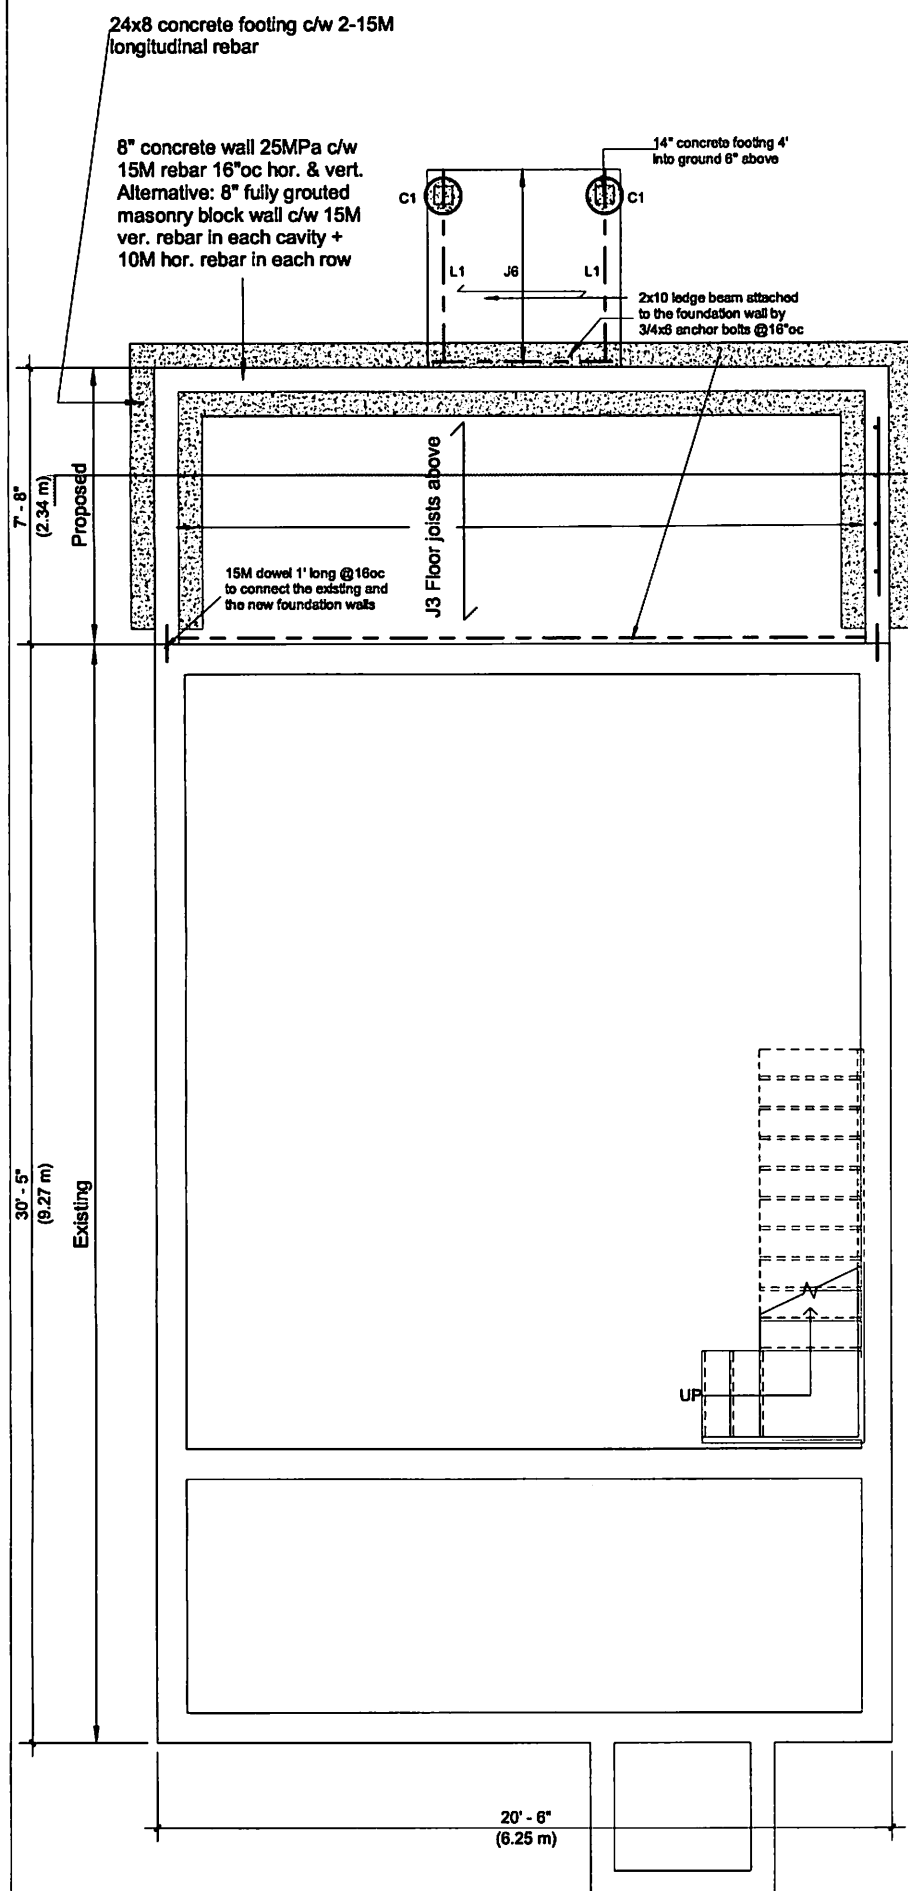 24x8 concrete footing c/w 2-15M
longitudinal rebar
8" concrete wall 25MPa c/w
15M rebar 16"oc hor. & vert.
Alternative: 8" fully grouted
masonry block wall c/w 15M
ver. rebar in each cavity +
10M hor. rebar in each row
14" concrete footing 4'
into ground 6" above
C1
C1
L1
J6
L1
2x10 ledge beam attached
to the foundation wall by
3/4x6 anchor bolts @16"oc
7' - 8"
(2.34 m)
Proposed
J3 Floor joists above
15M dowel 1' long @16oc
to connect the existing and
the new foundation walls
30' - 5"
(9.27 m)
Existing
UP
20' - 6"
(6.25 m)